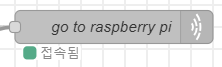 go to raspberry pi
접속됨